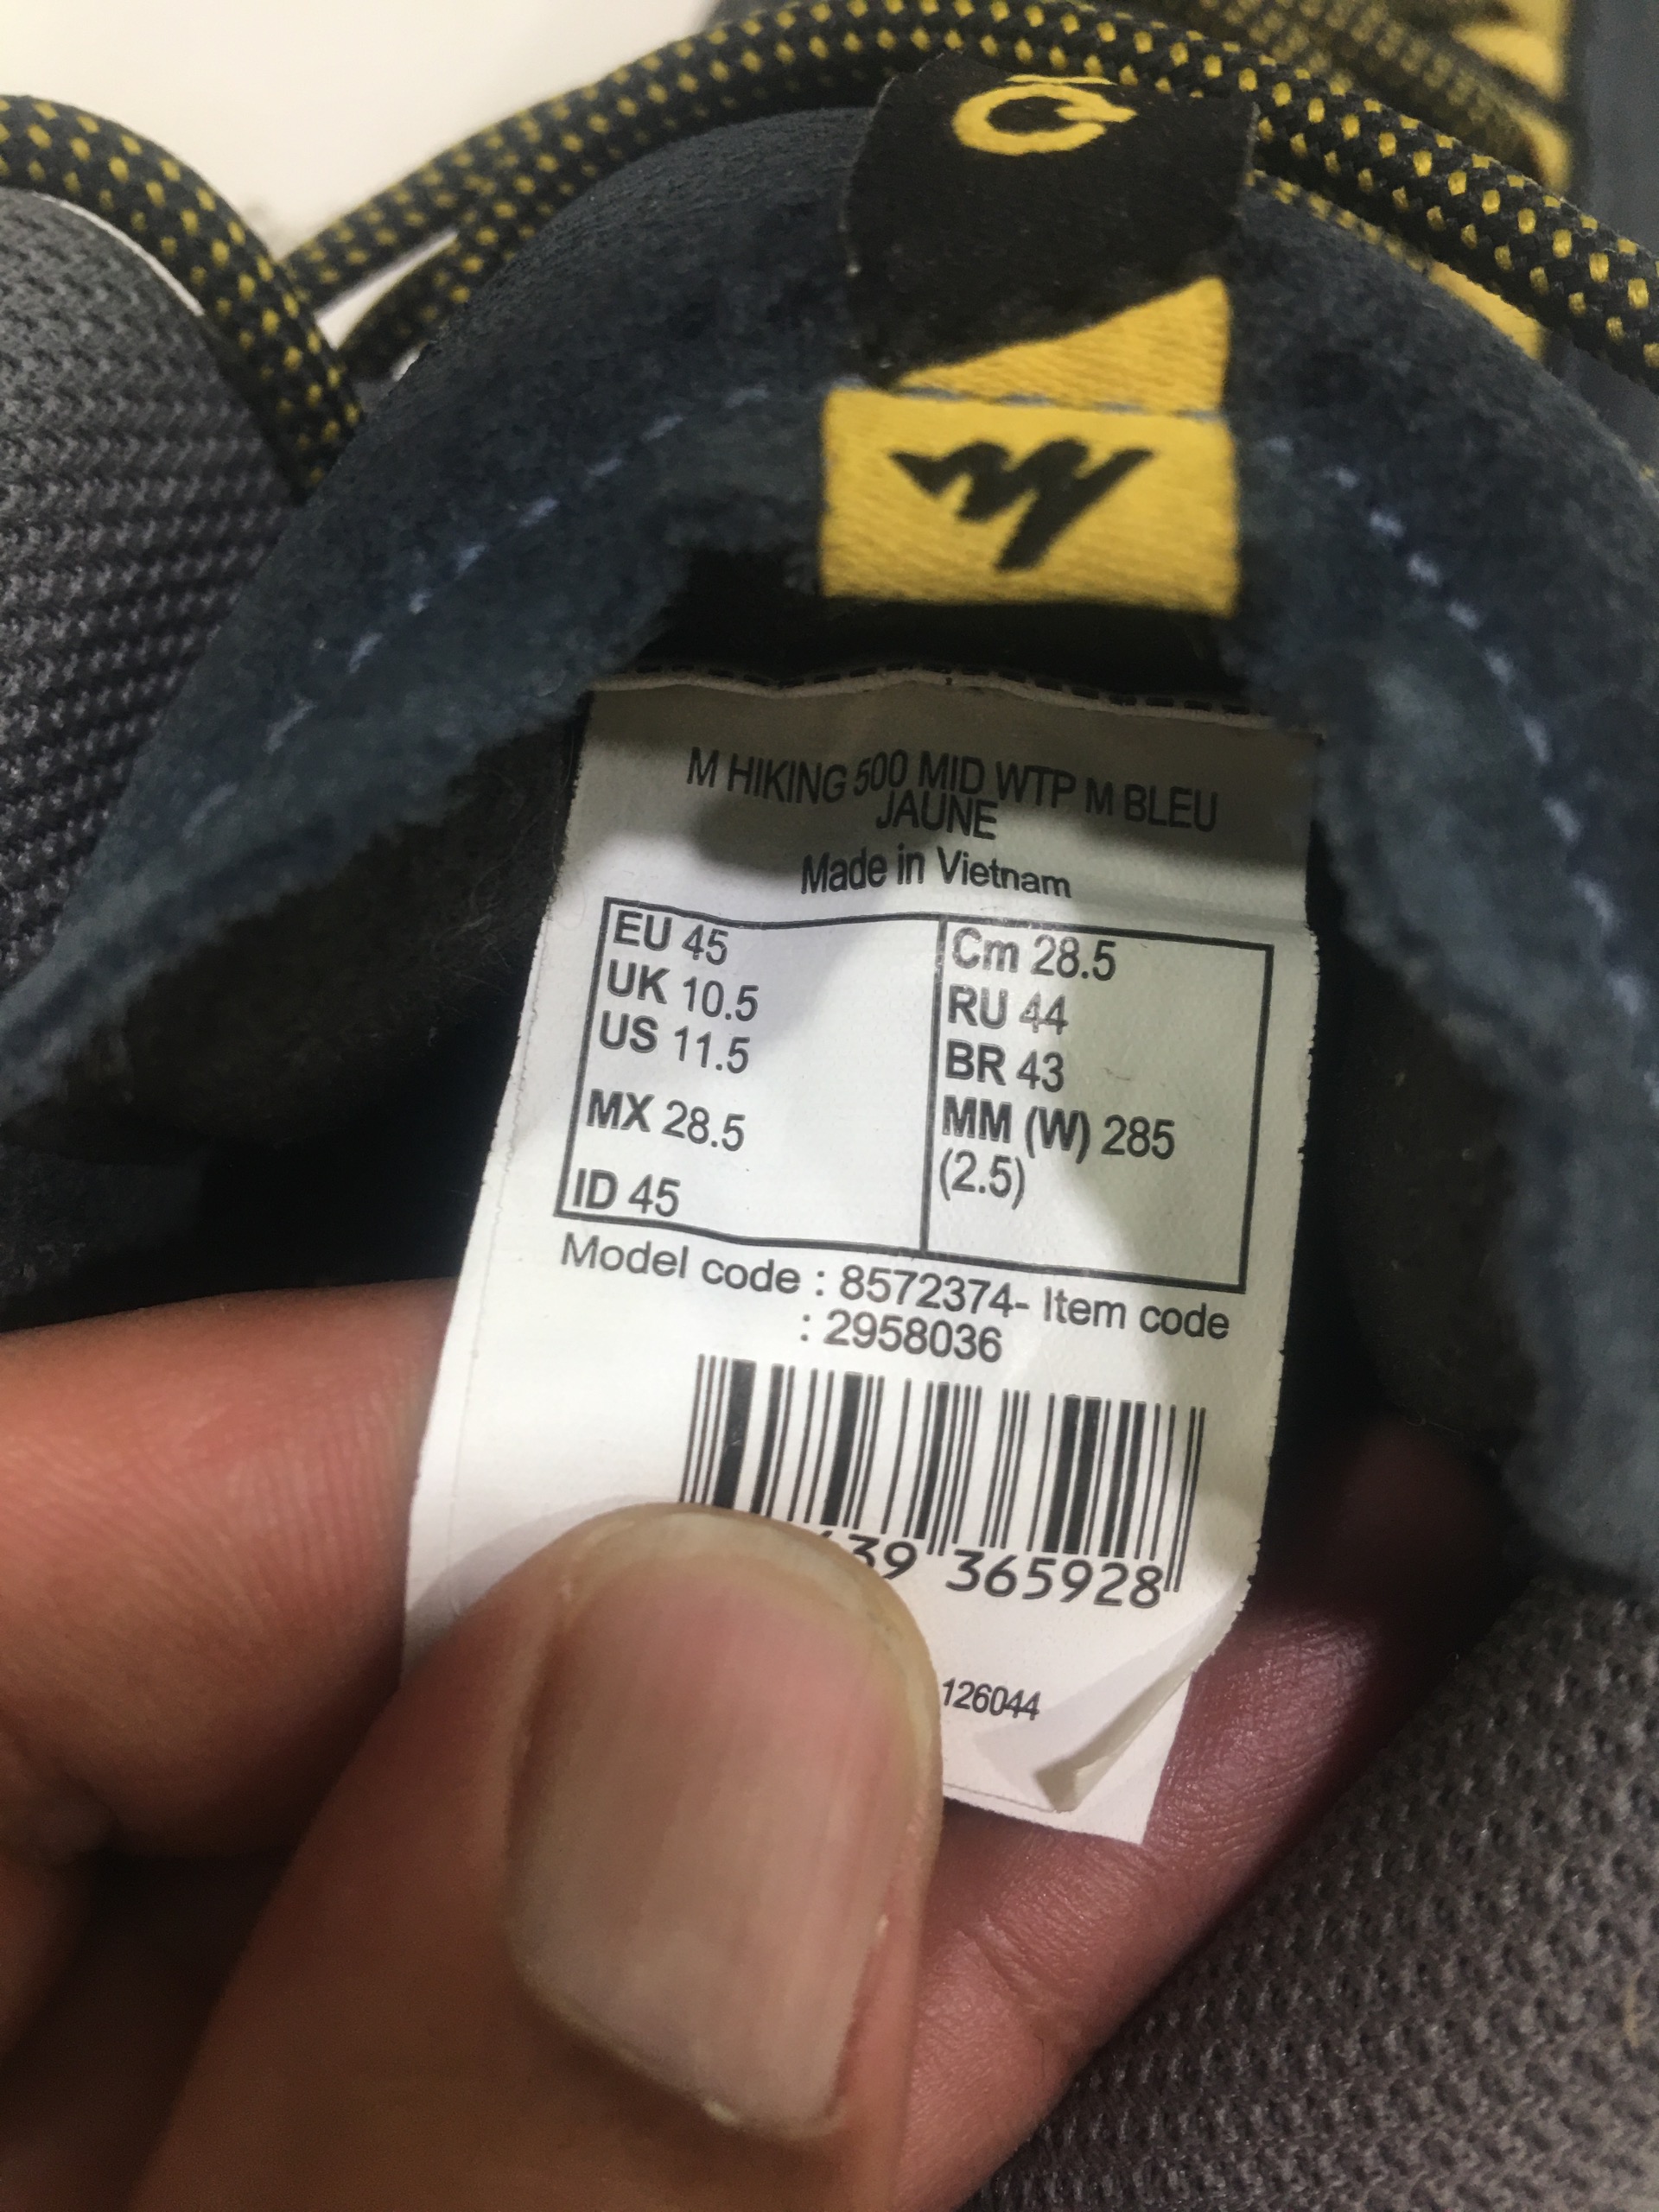 M HIKING 500 MID WTP M BLEU
JAUNE
Made in Vietnam
EU 45
UK 10.5
US 11.5
MX 28.5
ID 45
Cm 28.5
RU 44
BR 43
MM (W) 285
(2.5)
Model code : 8572374- Item code
: 2958036
39 365928
126044